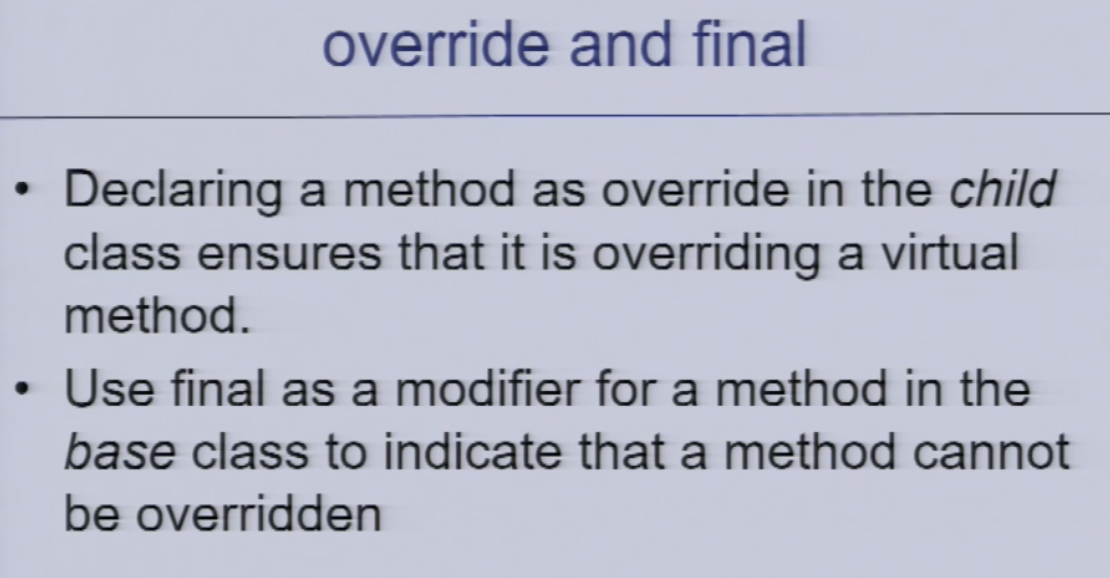 override and final
• Declaring a method as override in the child
class ensures that it is overriding a virtual
method.
• Use final as a modifier for a method in the
base class to indicate that a method cannot
be overridden